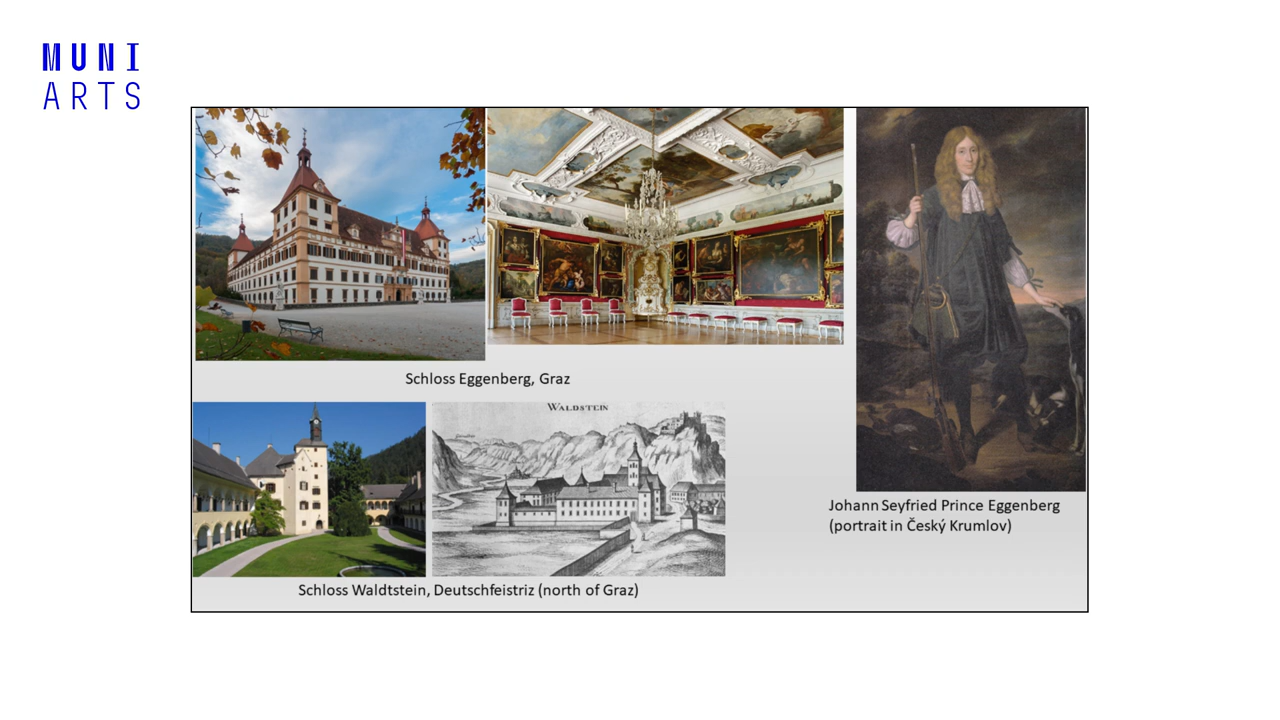 MUNI
ARTS
Schloss Eggenberg, Graz
WALDSTEIN
Schloss Waldtstein, Deutschfeistriz (north of Graz)
Johann Seyfried Prince Eggenberg
(portrait in Český Krumlov)